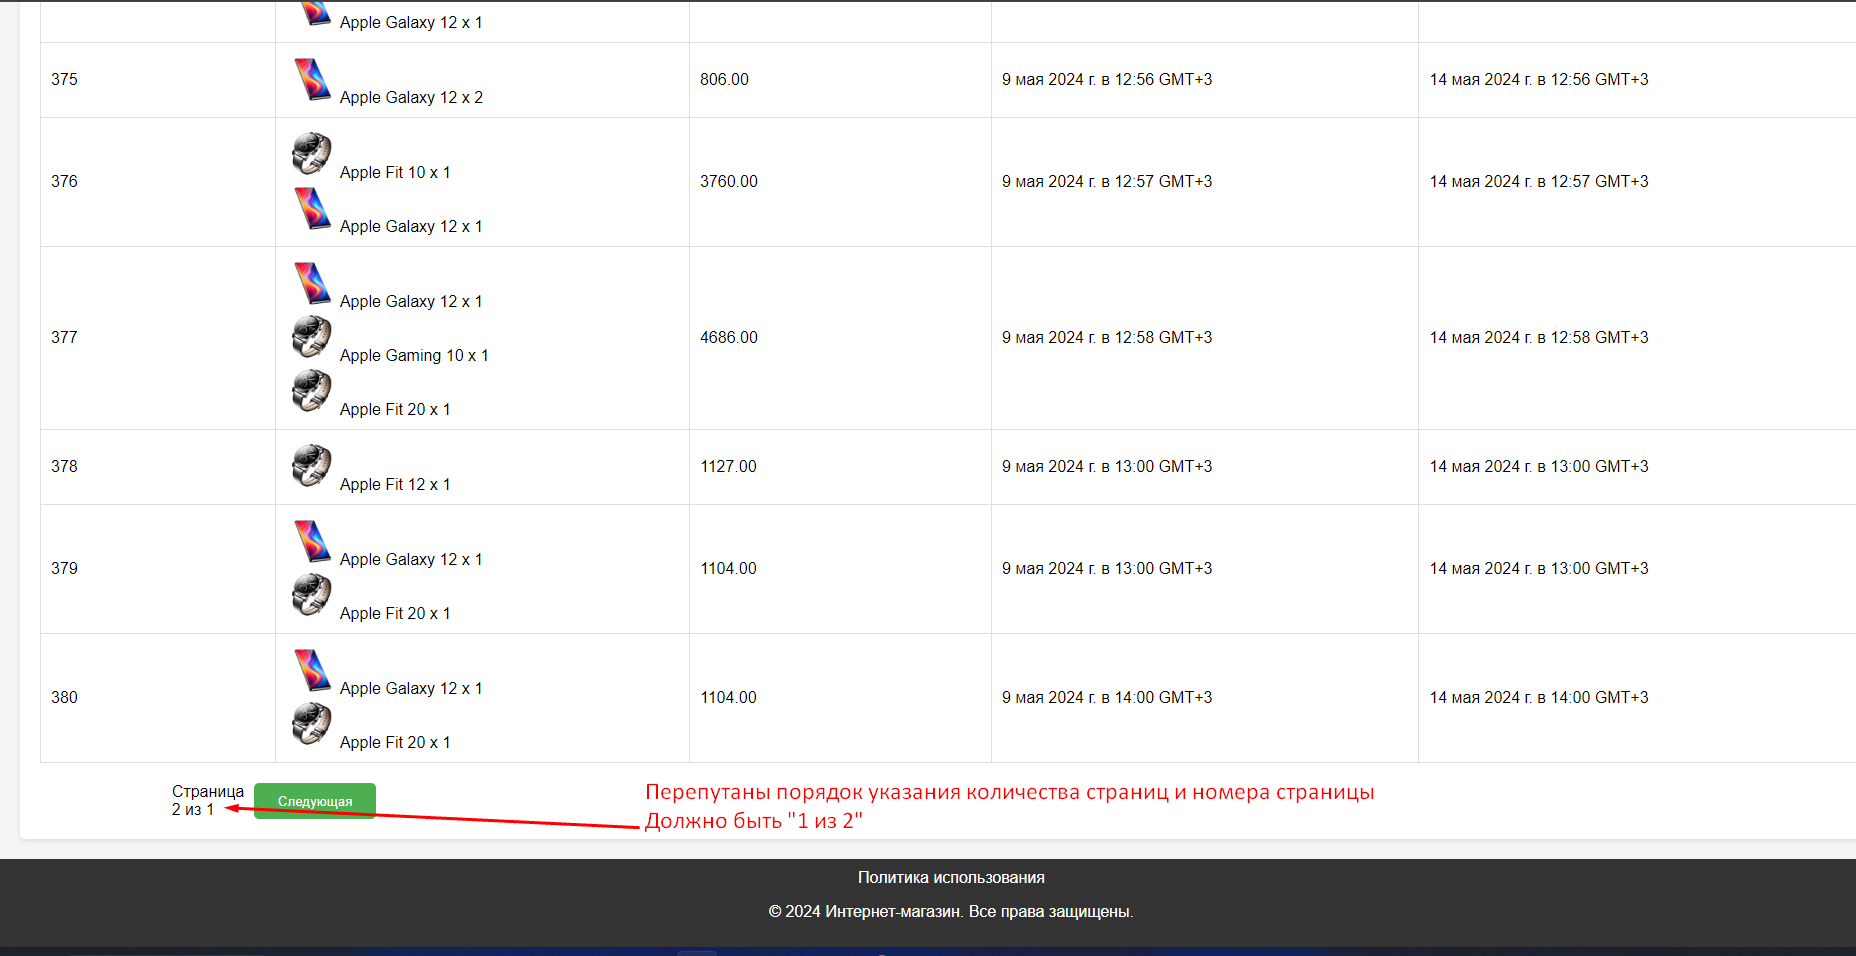 Apple Galaxy 12 x 1
375
Apple Galaxy 12 x 2
806.00
9 мая 2024 г. в 12:56 GMT+3
14 мая 2024 г. в 12:56 GMT+3
376
Apple Fit 10 x 1
Apple Galaxy 12 x 1
3760.00
9 мая 2024 г. в 12:57 GMT+3
14 мая 2024 г. в 12:57 GMT+3
377
Apple Galaxy 12 x 1
Apple Gaming 10 x 1
Apple Fit 20 x 1
4686.00
9 мая 2024 г. в 12:58 GMT+3
14 мая 2024 г. в 12:58 GMT+3
378
Apple Fit 12 x 1
1127.00
9 мая 2024 г. в 13:00 GMT+3
14 мая 2024 г. в 13:00 GMT+3
379
Apple Galaxy 12 x 1
Apple Fit 20 x 1
1104.00
9 мая 2024 г. в 13:00 GMT+3
14 мая 2024 г. в 13:00 GMT+3
380
Apple Galaxy 12 x 1
Apple Fit 20 x 1
1104.00
9 мая 2024 г. в 14:00 GMT+3
14 мая 2024 г. в 14:00 GMT+3
Страница
2 из 1
Следующая
Перепутаны порядок указания количества страниц и номера страницы
Должно быть "1 из 2"
Политика использования
© 2024 Интернет-магазин. Все права защищены.